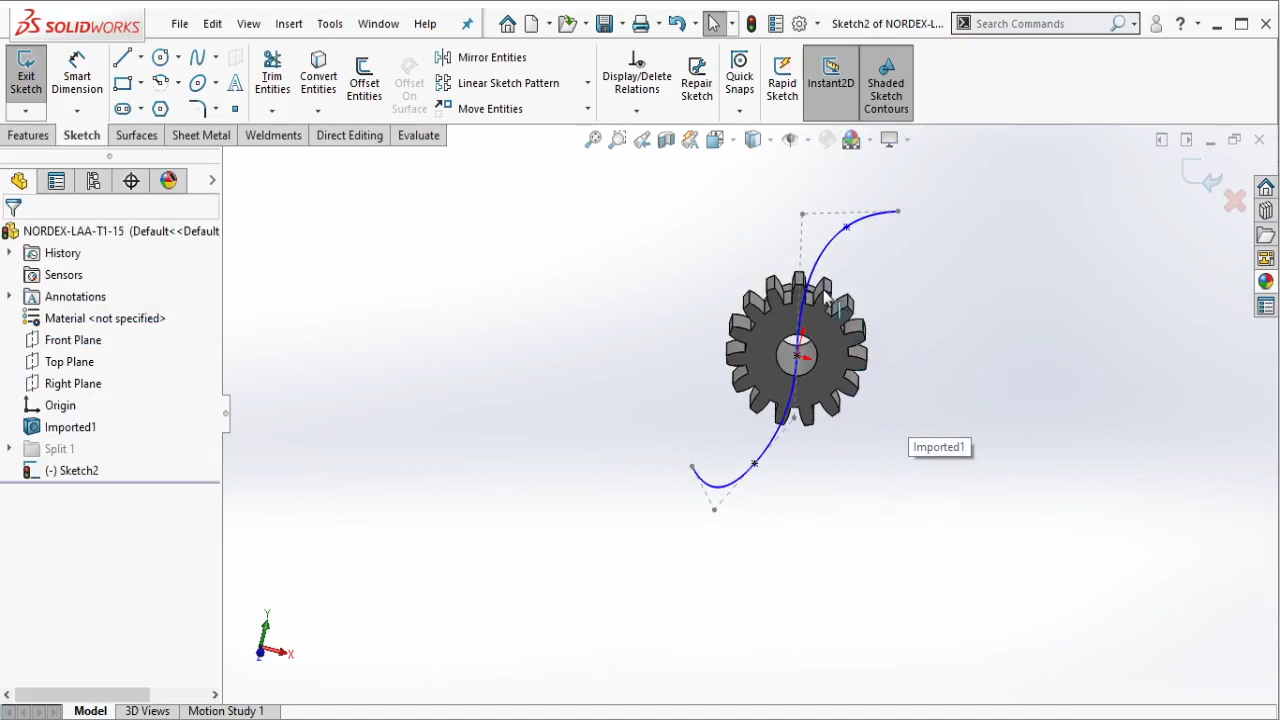 SOLIDWORKS File Edit View Insert Tools Window Help Sketch2 of NORDEX-L... Search Commands ?
Exit Sketch
Smart Dimension
Trim Entities
Convert Entities
Offset Entities
Offset On Surface
Mirror Entities
Linear Sketch Pattern
Move Entities
Display/Delete Relations
Repair Sketch
Quick Snaps
Rapid Sketch
Instant2D
Shaded Sketch Contours
Features Sketch Surfaces Sheet Metal Weldments Direct Editing Evaluate
NORDEX-LAA-T1-15 (Default<<Default
History
Sensors
Annotations
Material <not specified>
Front Plane
Top Plane
Right Plane
Origin
Imported1
Split 1
(-) Sketch2
Imported1
Y
X
Z
Model 3D Views Motion Study 1